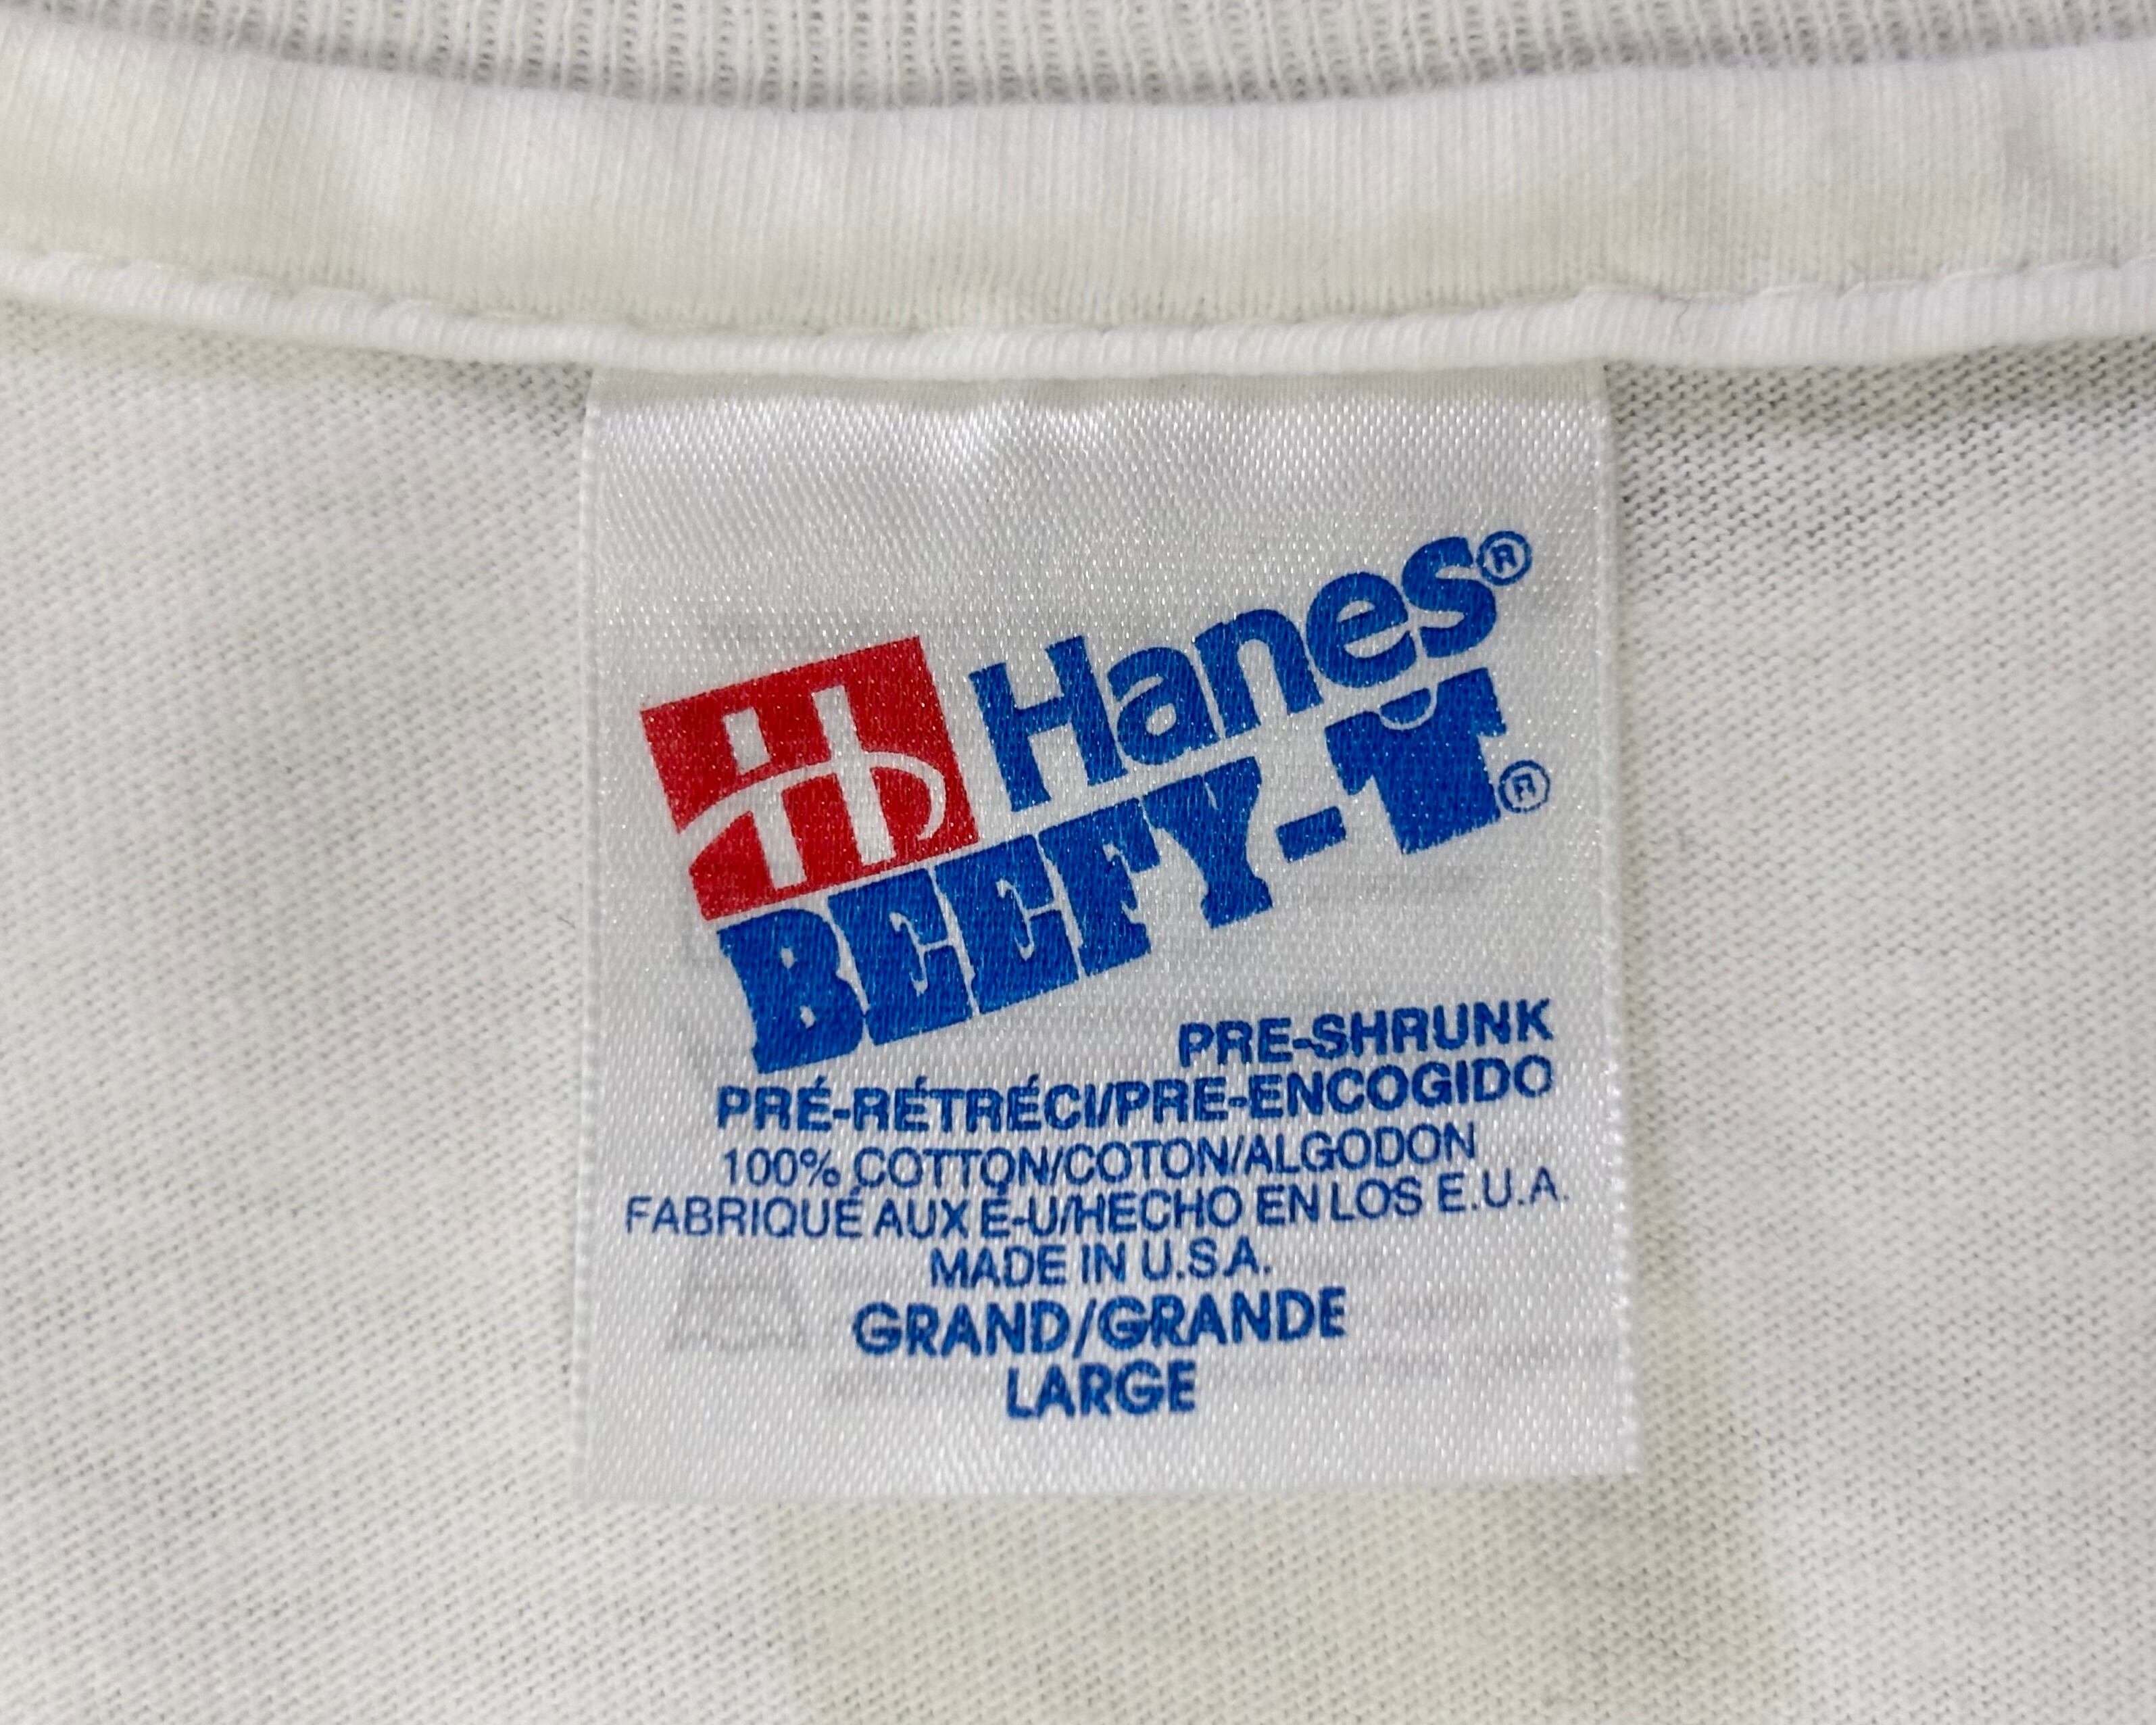 Hanes®
BEEFY-T®
PRE-SHRUNK
PRÉ-RÉTRÉCI/PRE-ENCOGIDO
100% COTTON/COTON/ALGODON
FABRIQUÉ AUX É-U/HECHO EN LOS E.U.A.
MADE IN U.S.A.
GRAND/GRANDE
LARGE